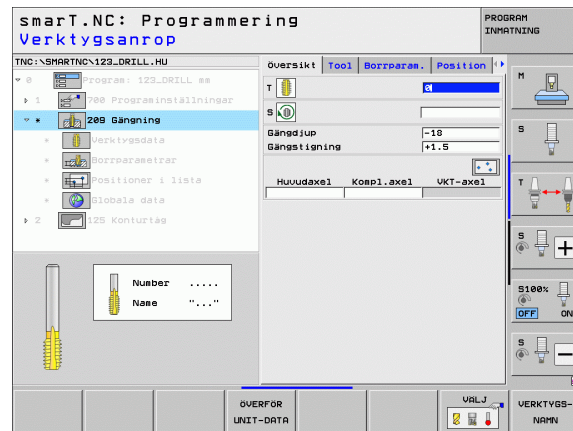 smarT.NC: Programmering
Verktygsanrop
PROGRAM
INMATNING
TNC:\SMARTNC\123_DRILL.HU
0 Program: 123_DRILL mm
1 700 Programinställningar
* 209 Gängning
* Verktygsdata
* Borrparametrar
* Positioner i lista
* Globala data
2 125 Konturtåg
Översikt Tool Borrparam. Position
T 0
S
Gängdjup -18
Gängstigning +1.5
Huvudaxel Kompl.axel VKT-axel
Number .....
Name "..."
M
S
T
S
S100%
OFF ON
S
ÖVERFÖR
UNIT-DATA
VÄLJ
VERKTYGS-
NAMN